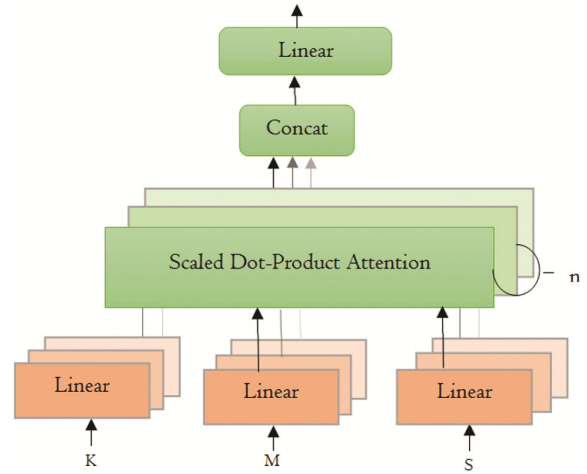 Linear
Concat
Scaled Dot-Product Attention
n
Linear
Linear
Linear
K
M
S